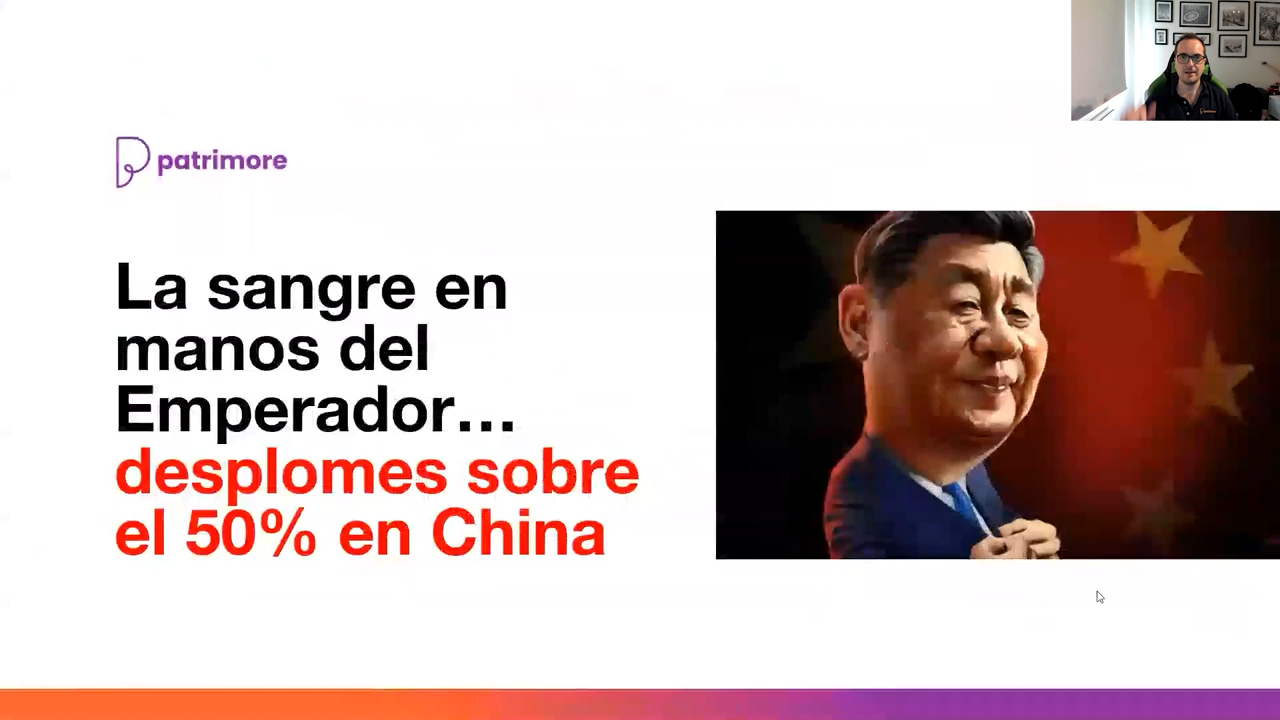 patrimore
La sangre en
manos del
Emperador...
desplomes sobre
el 50% en China